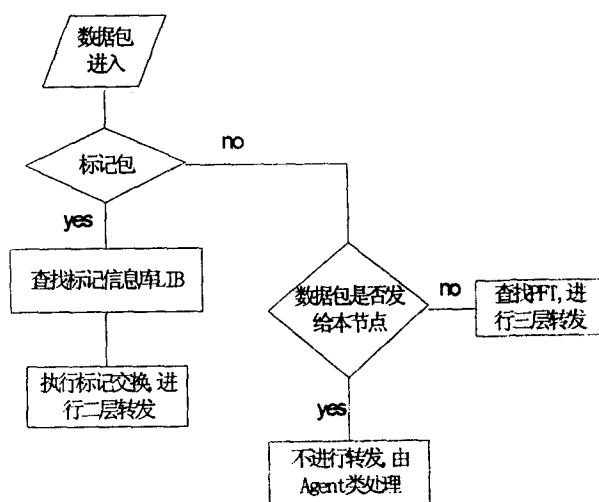 数据包
进入
标记包
no
yes
查找标记信息库LIB
数据包是否发
给本节点
no
查找PFT,进
行三层转发
执行标记交换,进
行二层转发
yes
不进行转发,由
Agent类处理